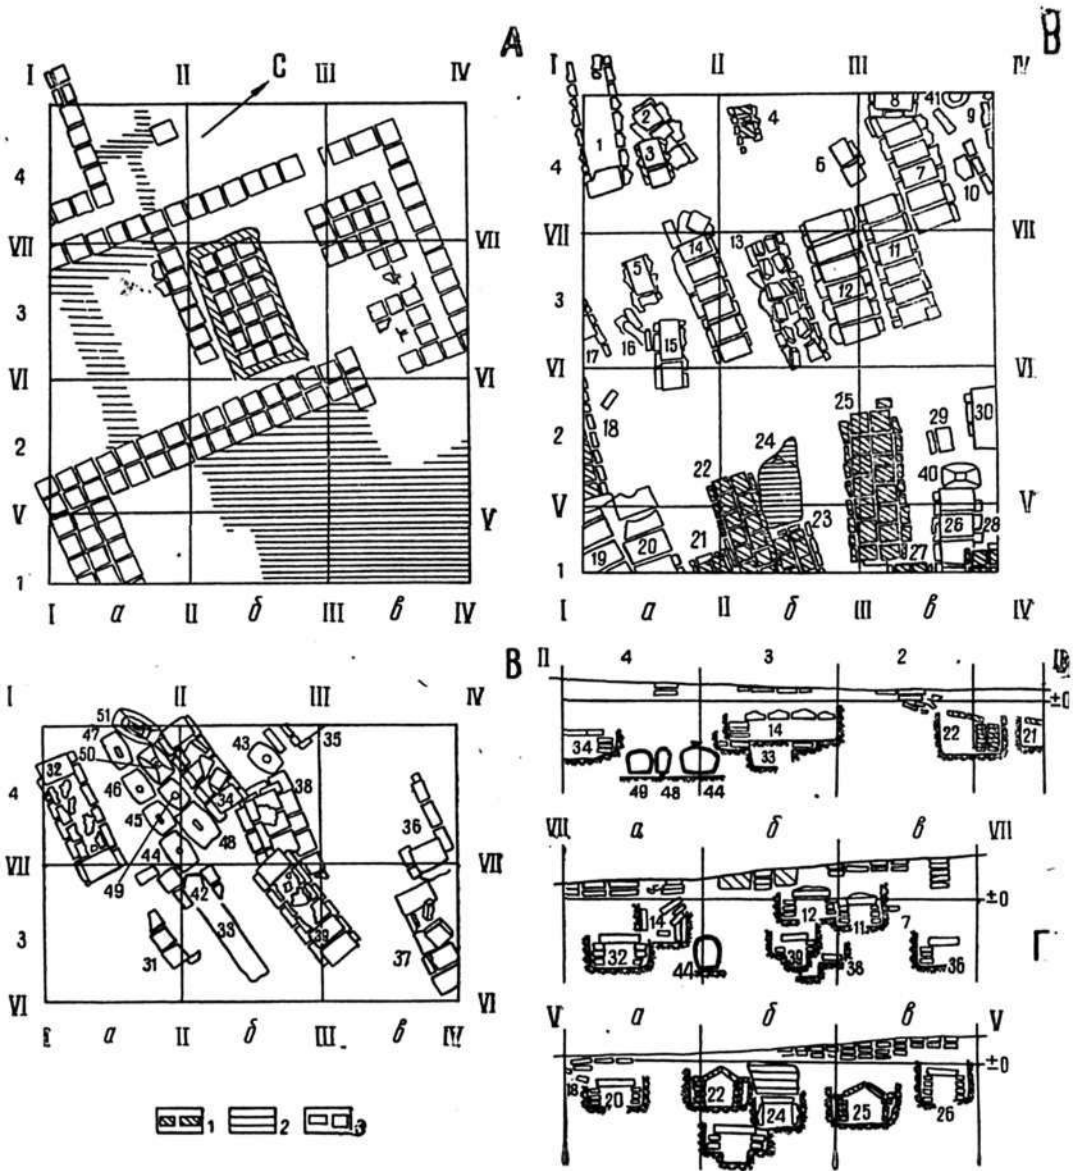 А
I II С III IV
4
VII VII
3
VI VI
2
V V
1
I а II б III в IV
В
I II III IV
4 1 2 3 4 6 8 41 9 7 10
VII VII
3 5 14 13 12 11 17 16 15
VI VI
2 18 22 24 25 29 30 40
V V
1 19 20 21 23 26 27 28
I а II б III в IV
I II III IV
4 51 47 50 32 46 45 44 49 34 48 43 35 38 36
VII VII
3 31 42 33 39 37
VI VI
а II б III в IV
1 2 3
В
II 4 3 2
±0
34 49 48 44 14 33 22 21
VII а б в VII
±0
14 32 44 12 11 7 39 38 36
Г
V а б в V
±0
20 22 24 25 26